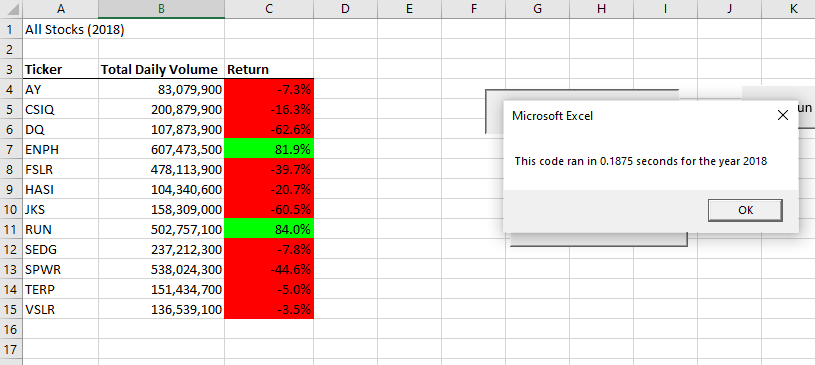 A B C D E F G H I J K
1 All Stocks (2018)
2
3 Ticker Total Daily Volume Return
4 AY 83,079,900 -7.3%
5 CSIQ 200,879,900 -16.3%
6 DQ 107,873,900 -62.6%
7 ENPH 607,473,500 81.9%
8 FSLR 478,113,900 -39.7%
9 HASI 104,340,600 -20.7%
10 JKS 158,309,000 -60.5%
11 RUN 502,757,100 84.0%
12 SEDG 237,212,300 -7.8%
13 SPWR 538,024,300 -44.6%
14 TERP 151,434,700 -5.0%
15 VSLR 136,539,100 -3.5%
16
17
Microsoft Excel
un
This code ran in 0.1875 seconds for the year 2018
OK